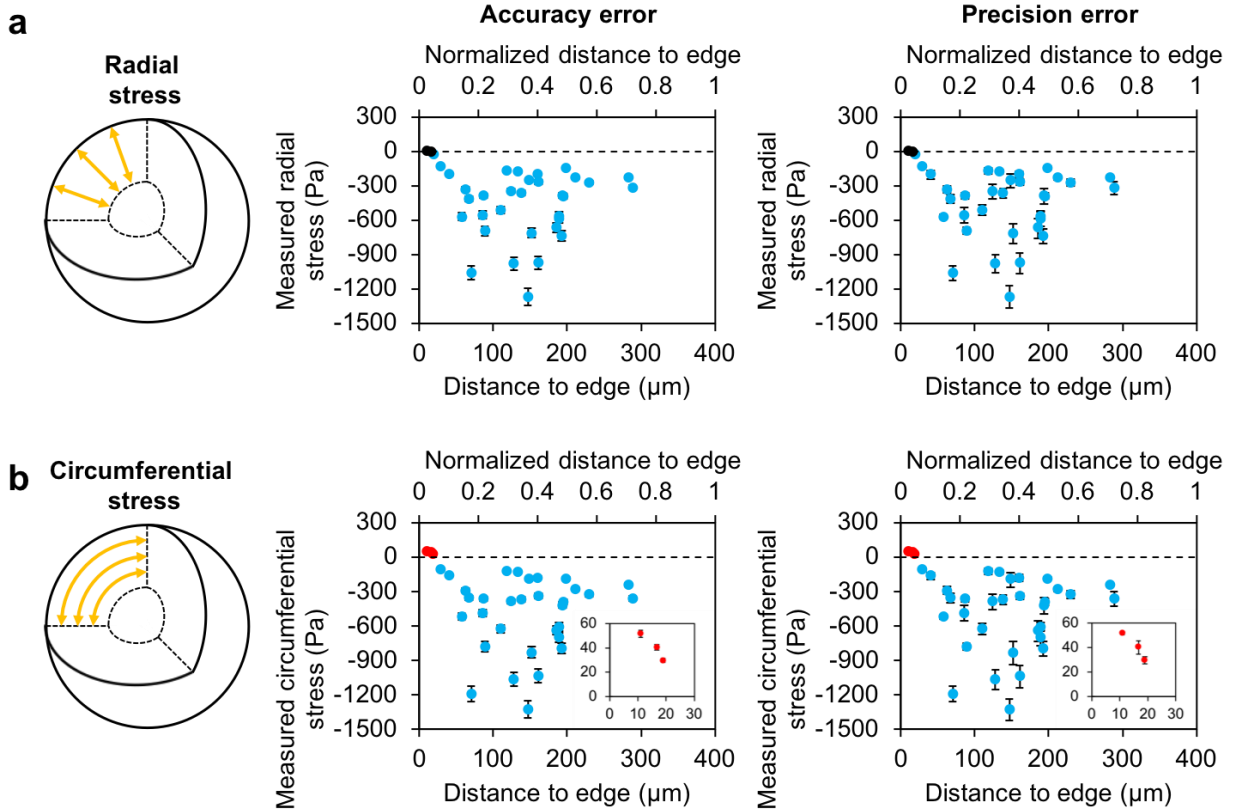 a
Radial
stress
Accuracy error
Normalized distance to edge
0 0.2 0.4 0.6 0.8 1
Measured radial
stress (Pa)
300
0
-300
-600
-900
-1200
-1500
0 100 200 300 400
Distance to edge (µm)
Precision error
Normalized distance to edge
0 0.2 0.4 0.6 0.8 1
Measured radial
stress (Pa)
300
0
-300
-600
-900
-1200
-1500
0 100 200 300 400
Distance to edge (µm)
b
Circumferential
stress
Normalized distance to edge
0 0.2 0.4 0.6 0.8 1
Measured circumferential
stress (Pa)
300
0
-300
-600
-900
-1200
-1500
60
40
20
0
0 10 20 30
0 100 200 300 400
Distance to edge (µm)
Normalized distance to edge
0 0.2 0.4 0.6 0.8 1
Measured circumferential
stress (Pa)
300
0
-300
-600
-900
-1200
-1500
60
40
20
0
0 10 20 30
0 100 200 300 400
Distance to edge (µm)